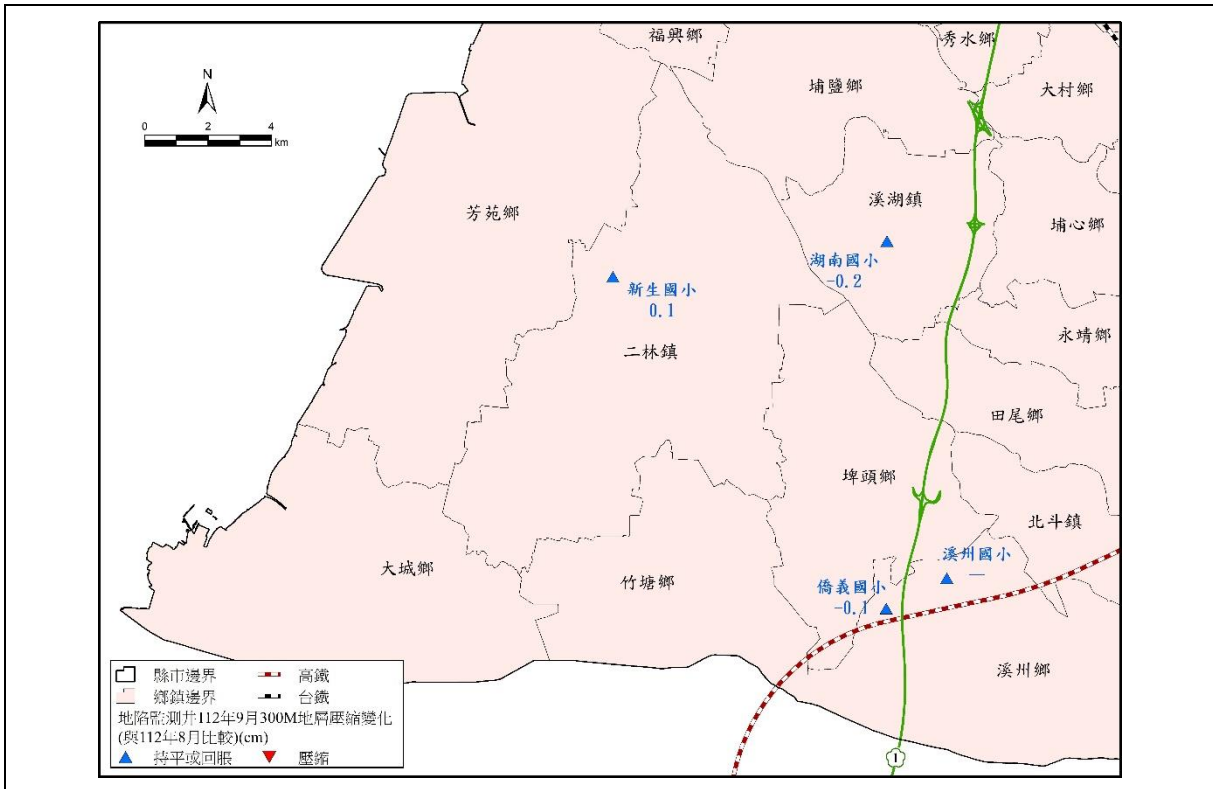 福興鄉
秀水鄉
埔鹽鄉
大村鄉
N
0 2 4
km
溪湖鎮
芳苑鄉
埔心鄉
湖南國小
-0.2
新生國小
0.1
二林鎮
永靖鄉
田尾鄉
埤頭鄉
北斗鎮
溪州國小
—
大城鄉
竹塘鄉
僑義國小
-0.1
溪州鄉
縣市邊界 高鐵
鄉鎮邊界 台鐵
地陷監測井112年9月300M地層壓縮變化
(與112年8月比較)(cm)
持平或回脹 壓縮
1